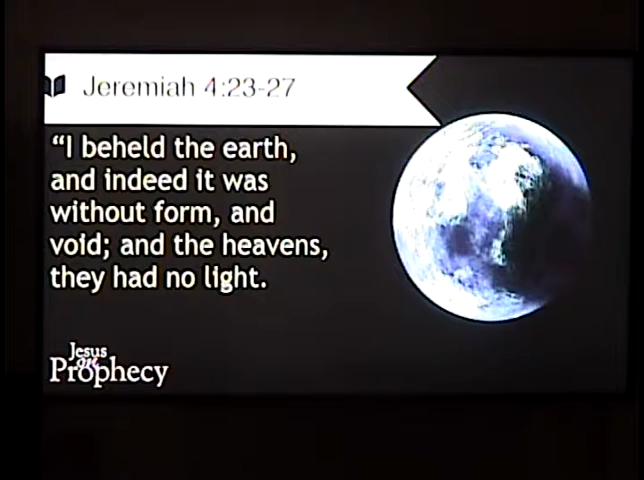 Jeremiah 4:23-27
“I beheld the earth,
and indeed it was
without form, and
void; and the heavens,
they had no light.
Jesus
on
Prophecy